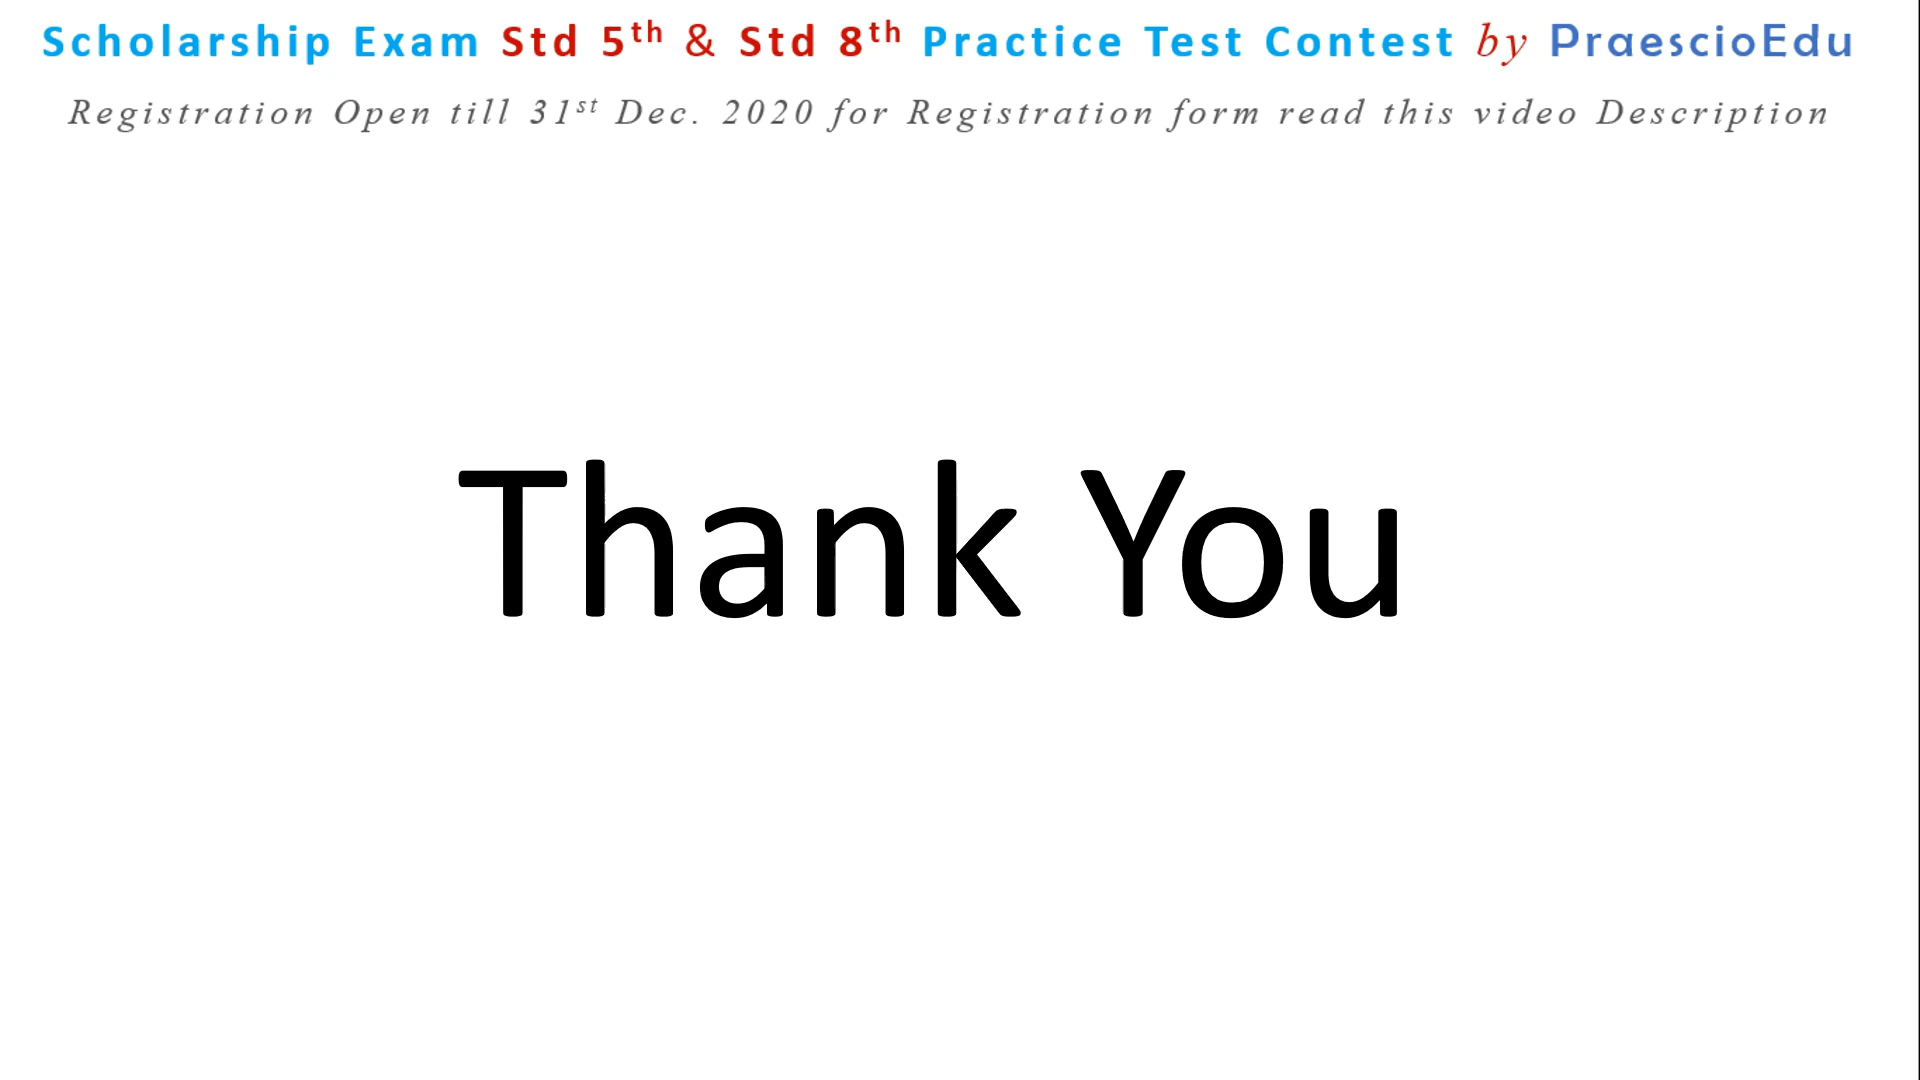 Scholarship Exam Std 5th & Std 8th Practice Test Contest by PraescioEdu
Registration Open till 31st Dec. 2020 for Registration form read this video Description
Thank You